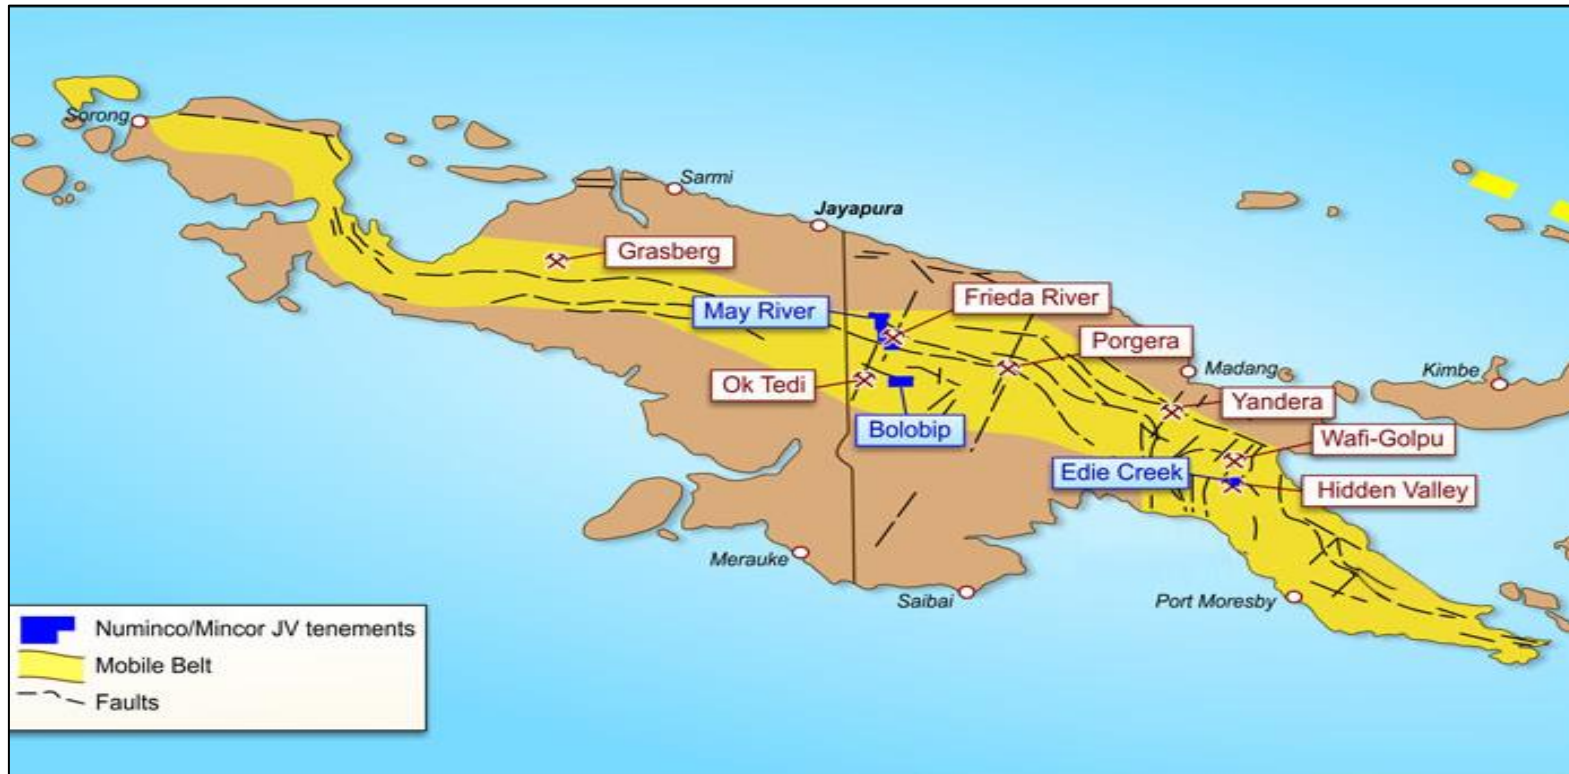 Sorong
Sarmi
Jayapura
Grasberg
May River
Frieda River
Porgera
Ok Tedi
Madang
Kimbe
Yandera
Bolobip
Wafi-Golpu
Edie Creek
Hidden Valley
Merauke
Saibai
Port Moresby
Numinco/Mincor JV tenements
Mobile Belt
Faults